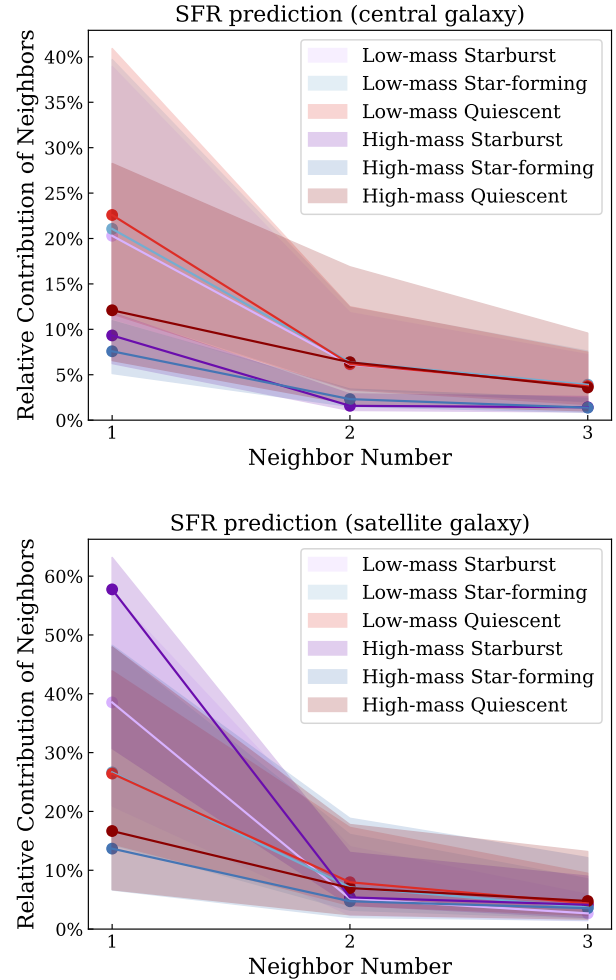 SFR prediction (central galaxy)
Relative Contribution of Neighbors
40%
35%
30%
25%
20%
15%
10%
5%
0%
Low-mass Starburst
Low-mass Star-forming
Low-mass Quiescent
High-mass Starburst
High-mass Star-forming
High-mass Quiescent
1
2
3
Neighbor Number
SFR prediction (satellite galaxy)
Relative Contribution of Neighbors
60%
50%
40%
30%
20%
10%
0%
Low-mass Starburst
Low-mass Star-forming
Low-mass Quiescent
High-mass Starburst
High-mass Star-forming
High-mass Quiescent
1
2
3
Neighbor Number